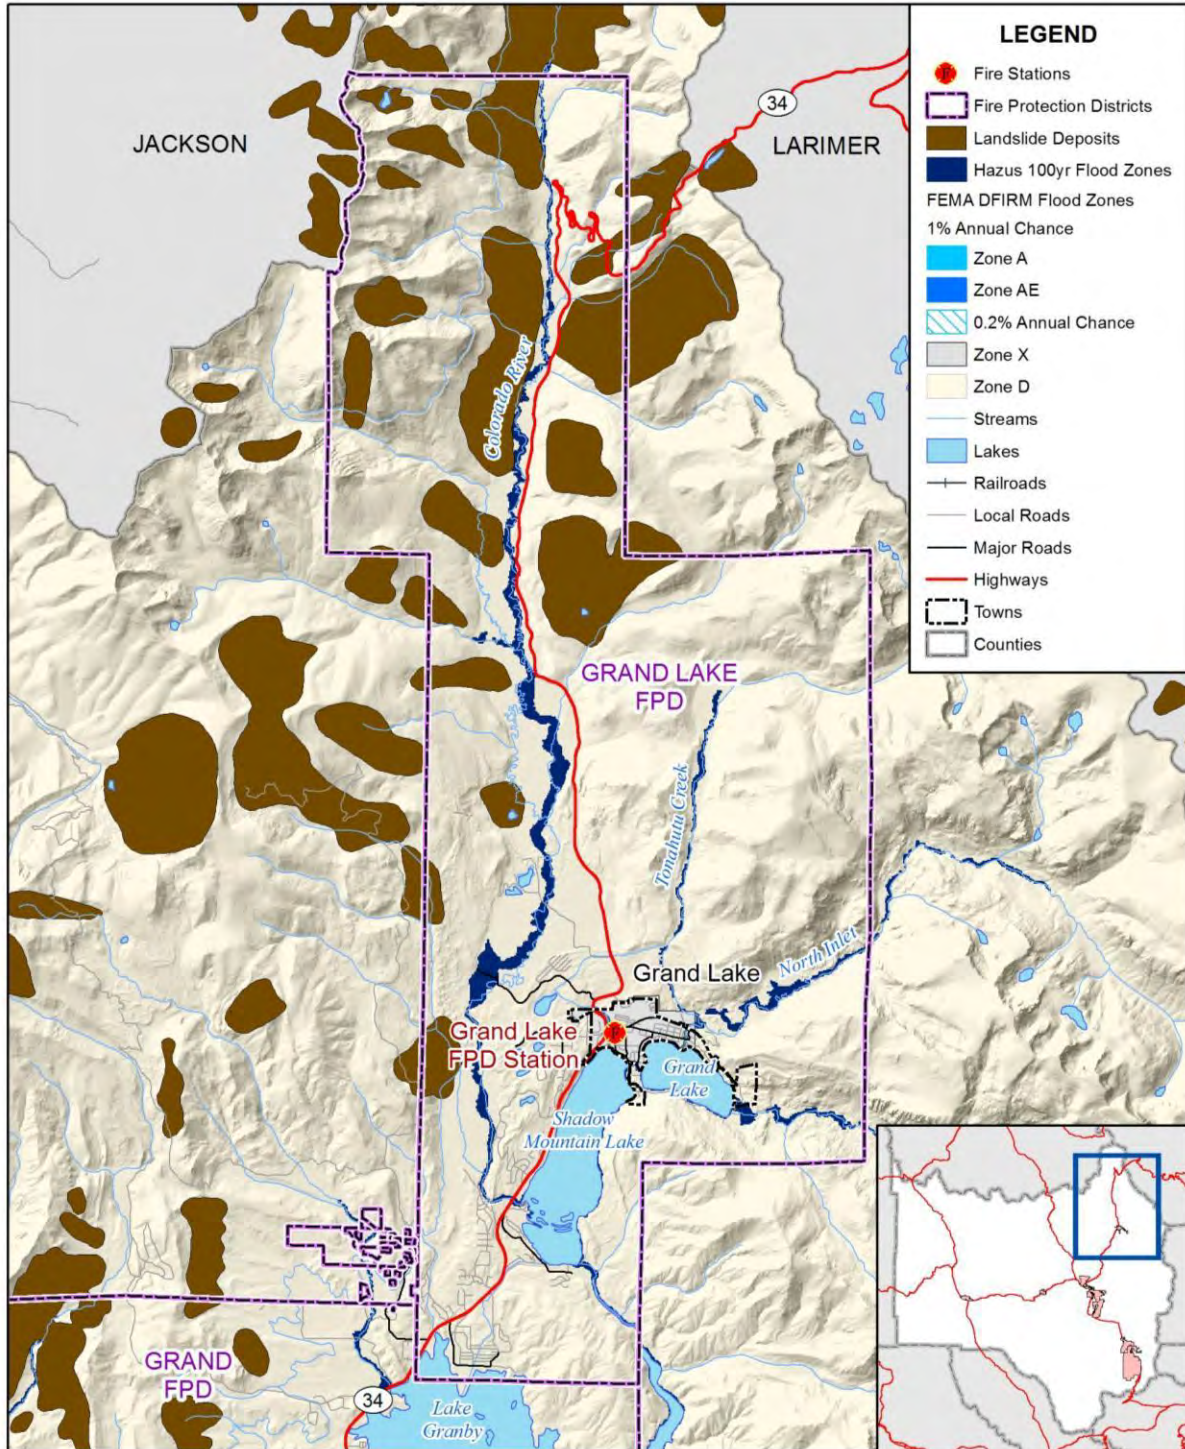 JACKSON
LARIMER
34
LEGEND
Fire Stations
Fire Protection Districts
Landslide Deposits
Hazus 100yr Flood Zones
FEMA DFIRM Flood Zones
1% Annual Chance
Zone A
Zone AE
0.2% Annual Chance
Zone X
Zone D
Streams
Lakes
Railroads
Local Roads
Major Roads
Highways
Towns
Counties
Colorado River
GRAND LAKE
FPD
Tonahutu Creek
North Inlet
Grand Lake
Grand Lake
FPD Station
Grand
Lake
Shadow
Mountain Lake
GRAND
FPD
34
Lake
Granby